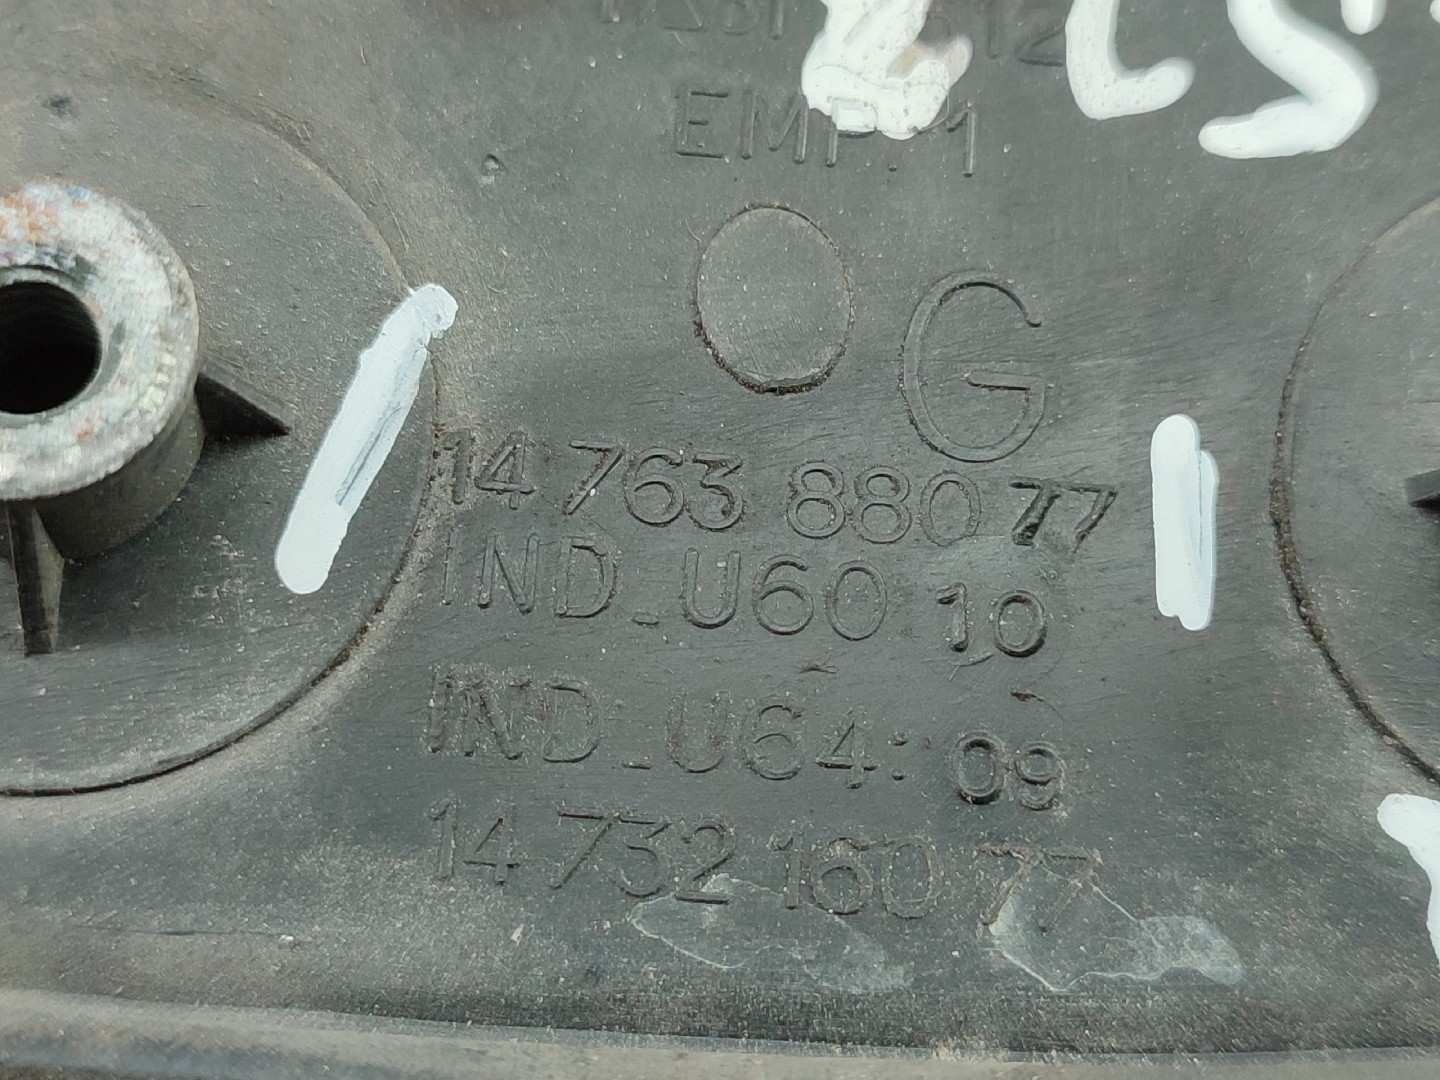 EMP. 1
G
14 763 880 77
IND_U60 10
IND_U64: 09
14 732 160 77